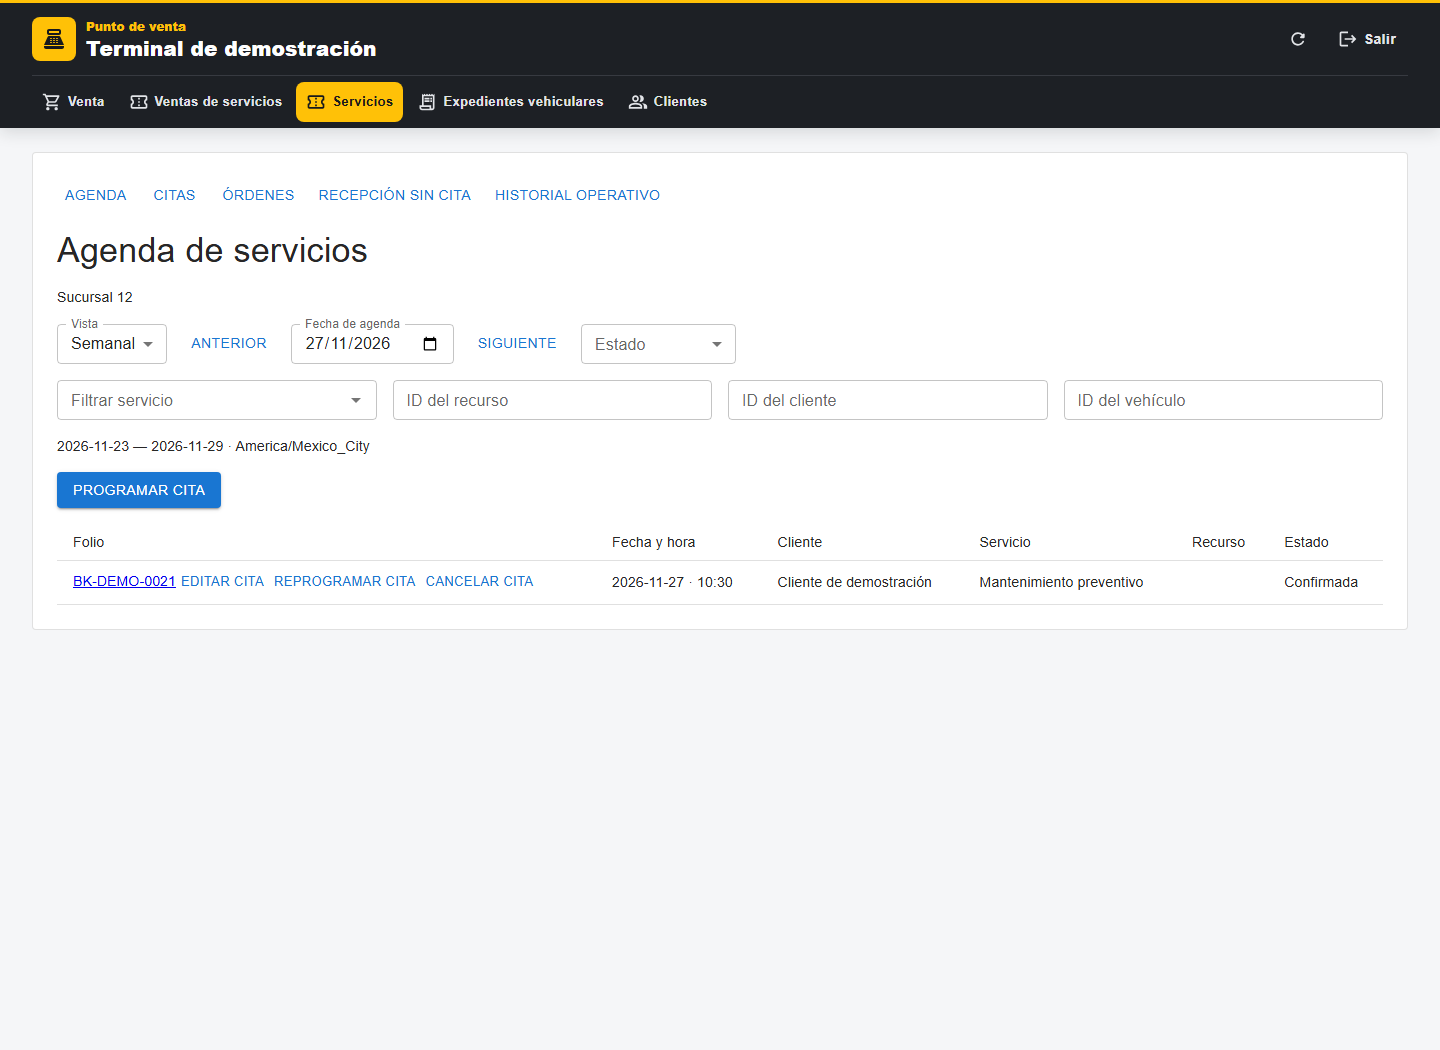 Punto de venta
Terminal de demostración
Salir
Venta
Ventas de servicios
Servicios
Expedientes vehiculares
Clientes
AGENDA
CITAS
ÓRDENES
RECEPCIÓN SIN CITA
HISTORIAL OPERATIVO
Agenda de servicios
Sucursal 12
Vista
Semanal
ANTERIOR
Fecha de agenda
27/11/2026
SIGUIENTE
Estado
Filtrar servicio
ID del recurso
ID del cliente
ID del vehículo
2026-11-23 — 2026-11-29 · America/Mexico_City
PROGRAMAR CITA
Folio Fecha y hora Cliente Servicio Recurso Estado
BK-DEMO-0021 EDITAR CITA REPROGRAMAR CITA CANCELAR CITA 2026-11-27 · 10:30 Cliente de demostración Mantenimiento preventivo Confirmada